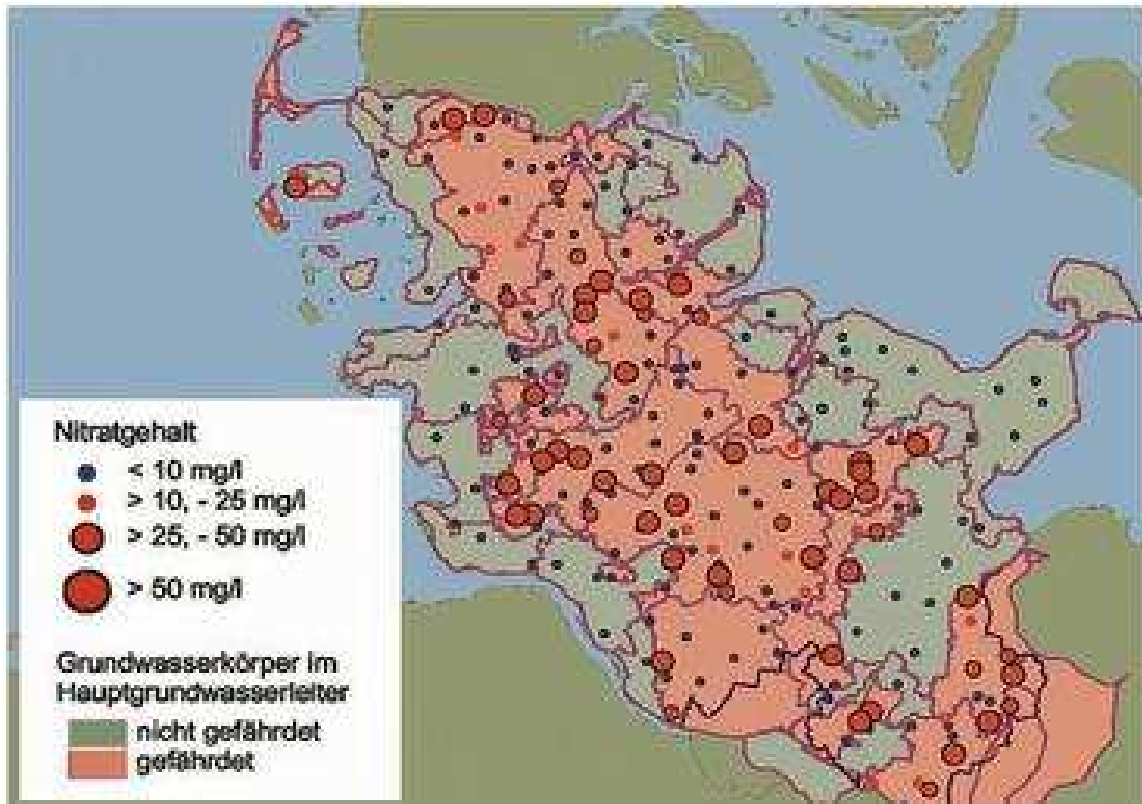 Nitratgehalt
< 10 mg/l
> 10, - 25 mg/l
> 25, - 50 mg/l
> 50 mg/l
Grundwasserkörper im
Hauptgrundwasserleiter
nicht gefährdet
gefährdet